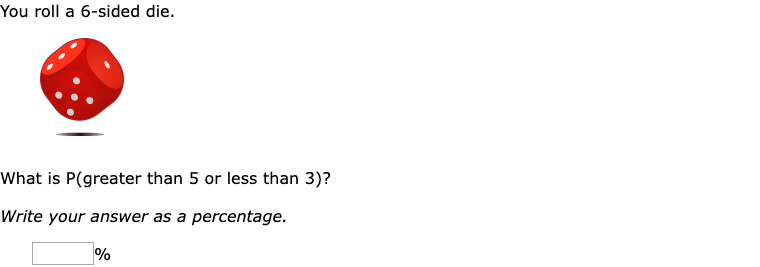 You roll a 6-sided die.
What is P(greater than 5 or less than 3)?
Write your answer as a percentage.
%